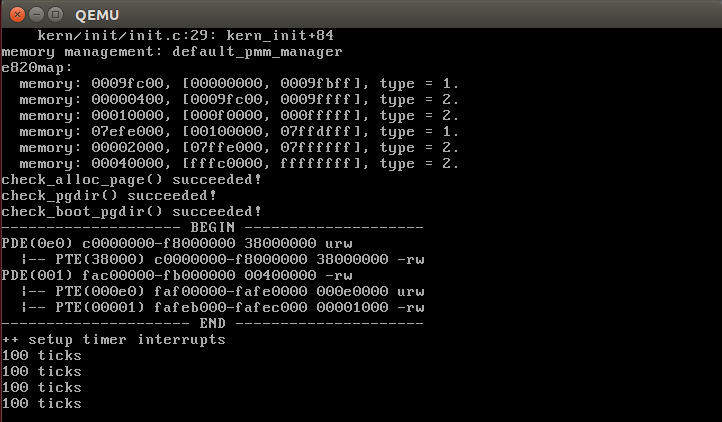 QEMU
kern/init/init.c:29: kern_init+84
memory management: default_pmm_manager
e820map:
memory: 0009fc00, [00000000, 0009fbff], type = 1.
memory: 00000400, [0009fc00, 0009ffff], type = 2.
memory: 00010000, [000f0000, 000fffff], type = 2.
memory: 07efe000, [00100000, 07ffdfff], type = 1.
memory: 00002000, [07ffe000, 07ffffff], type = 2.
memory: 00040000, [fffc0000, ffffffff], type = 2.
check_alloc_page() succeeded!
check_pgdir() succeeded!
check_boot_pgdir() succeeded!
-------------------- BEGIN --------------------
PDE(0e0) c0000000-f8000000 38000000 urw
|-- PTE(38000) c0000000-f8000000 38000000 -rw
PDE(001) fac00000-fb000000 00400000 -rw
|-- PTE(000e0) faf00000-fafe0000 000e0000 urw
|-- PTE(00001) fafeb000-fafec000 00001000 -rw
--------------------- END ---------------------
++ setup timer interrupts
100 ticks
100 ticks
100 ticks
100 ticks